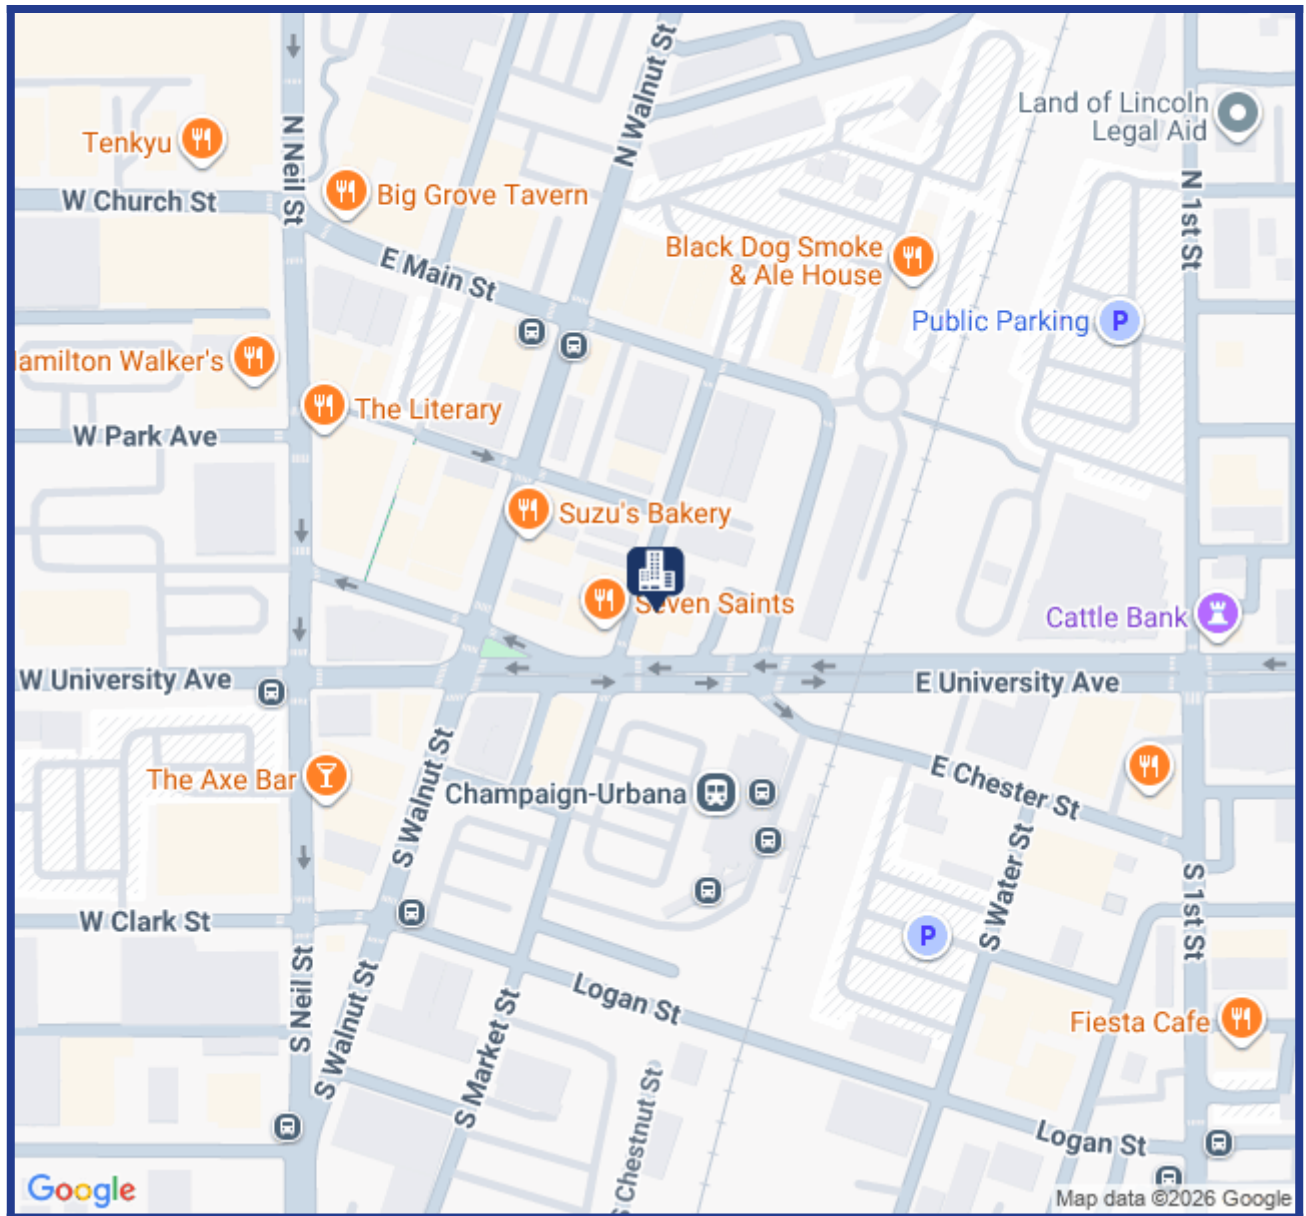 N Walnut St
Land of Lincoln
Legal Aid
Tenkyu
N Neil St
W Church St
Big Grove Tavern
N 1st St
Black Dog Smoke
& Ale House
E Main St
Public Parking
P
amilton Walker's
The Literary
W Park Ave
Suzu's Bakery
Seven Saints
Cattle Bank
W University Ave
E University Ave
The Axe Bar
S Walnut St
Champaign-Urbana
E Chester St
W Clark St
S Water St
S 1st St
P
S Neil St
S Walnut St
S Market St
Logan St
Fiesta Cafe
S Chestnut St
Logan St
Google
Map data ©2026 Google